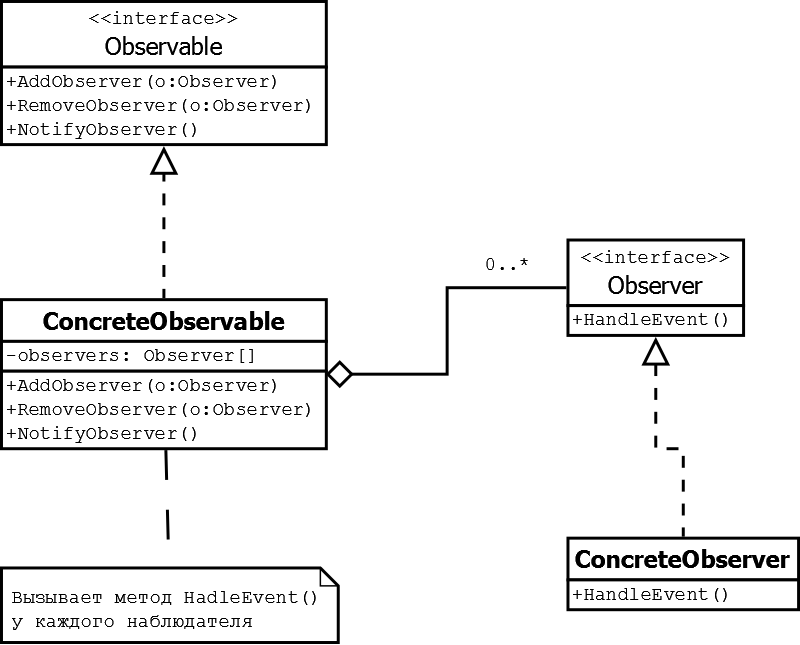 <<interface>>
Observable
+AddObserver(o:Observer)
+RemoveObserver(o:Observer)
+NotifyObserver()
0..*
<<interface>>
Observer
+HandleEvent()
ConcreteObservable
-observers: Observer[]
+AddObserver(o:Observer)
+RemoveObserver(o:Observer)
+NotifyObserver()
ConcreteObserver
+HandleEvent()
Вызывает метод HadleEvent()
у каждого наблюдателя